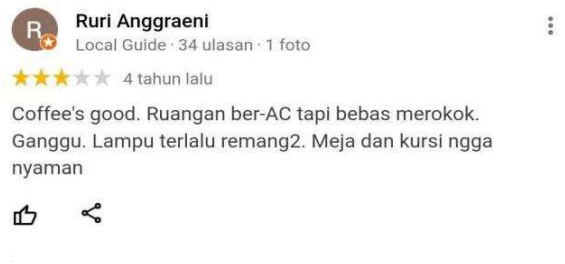 R
Ruri Anggraeni
Local Guide · 34 ulasan · 1 foto
4 tahun lalu
Coffee's good. Ruangan ber-AC tapi bebas merokok.
Ganggu. Lampu terlalu remang2. Meja dan kursi ngga
nyaman